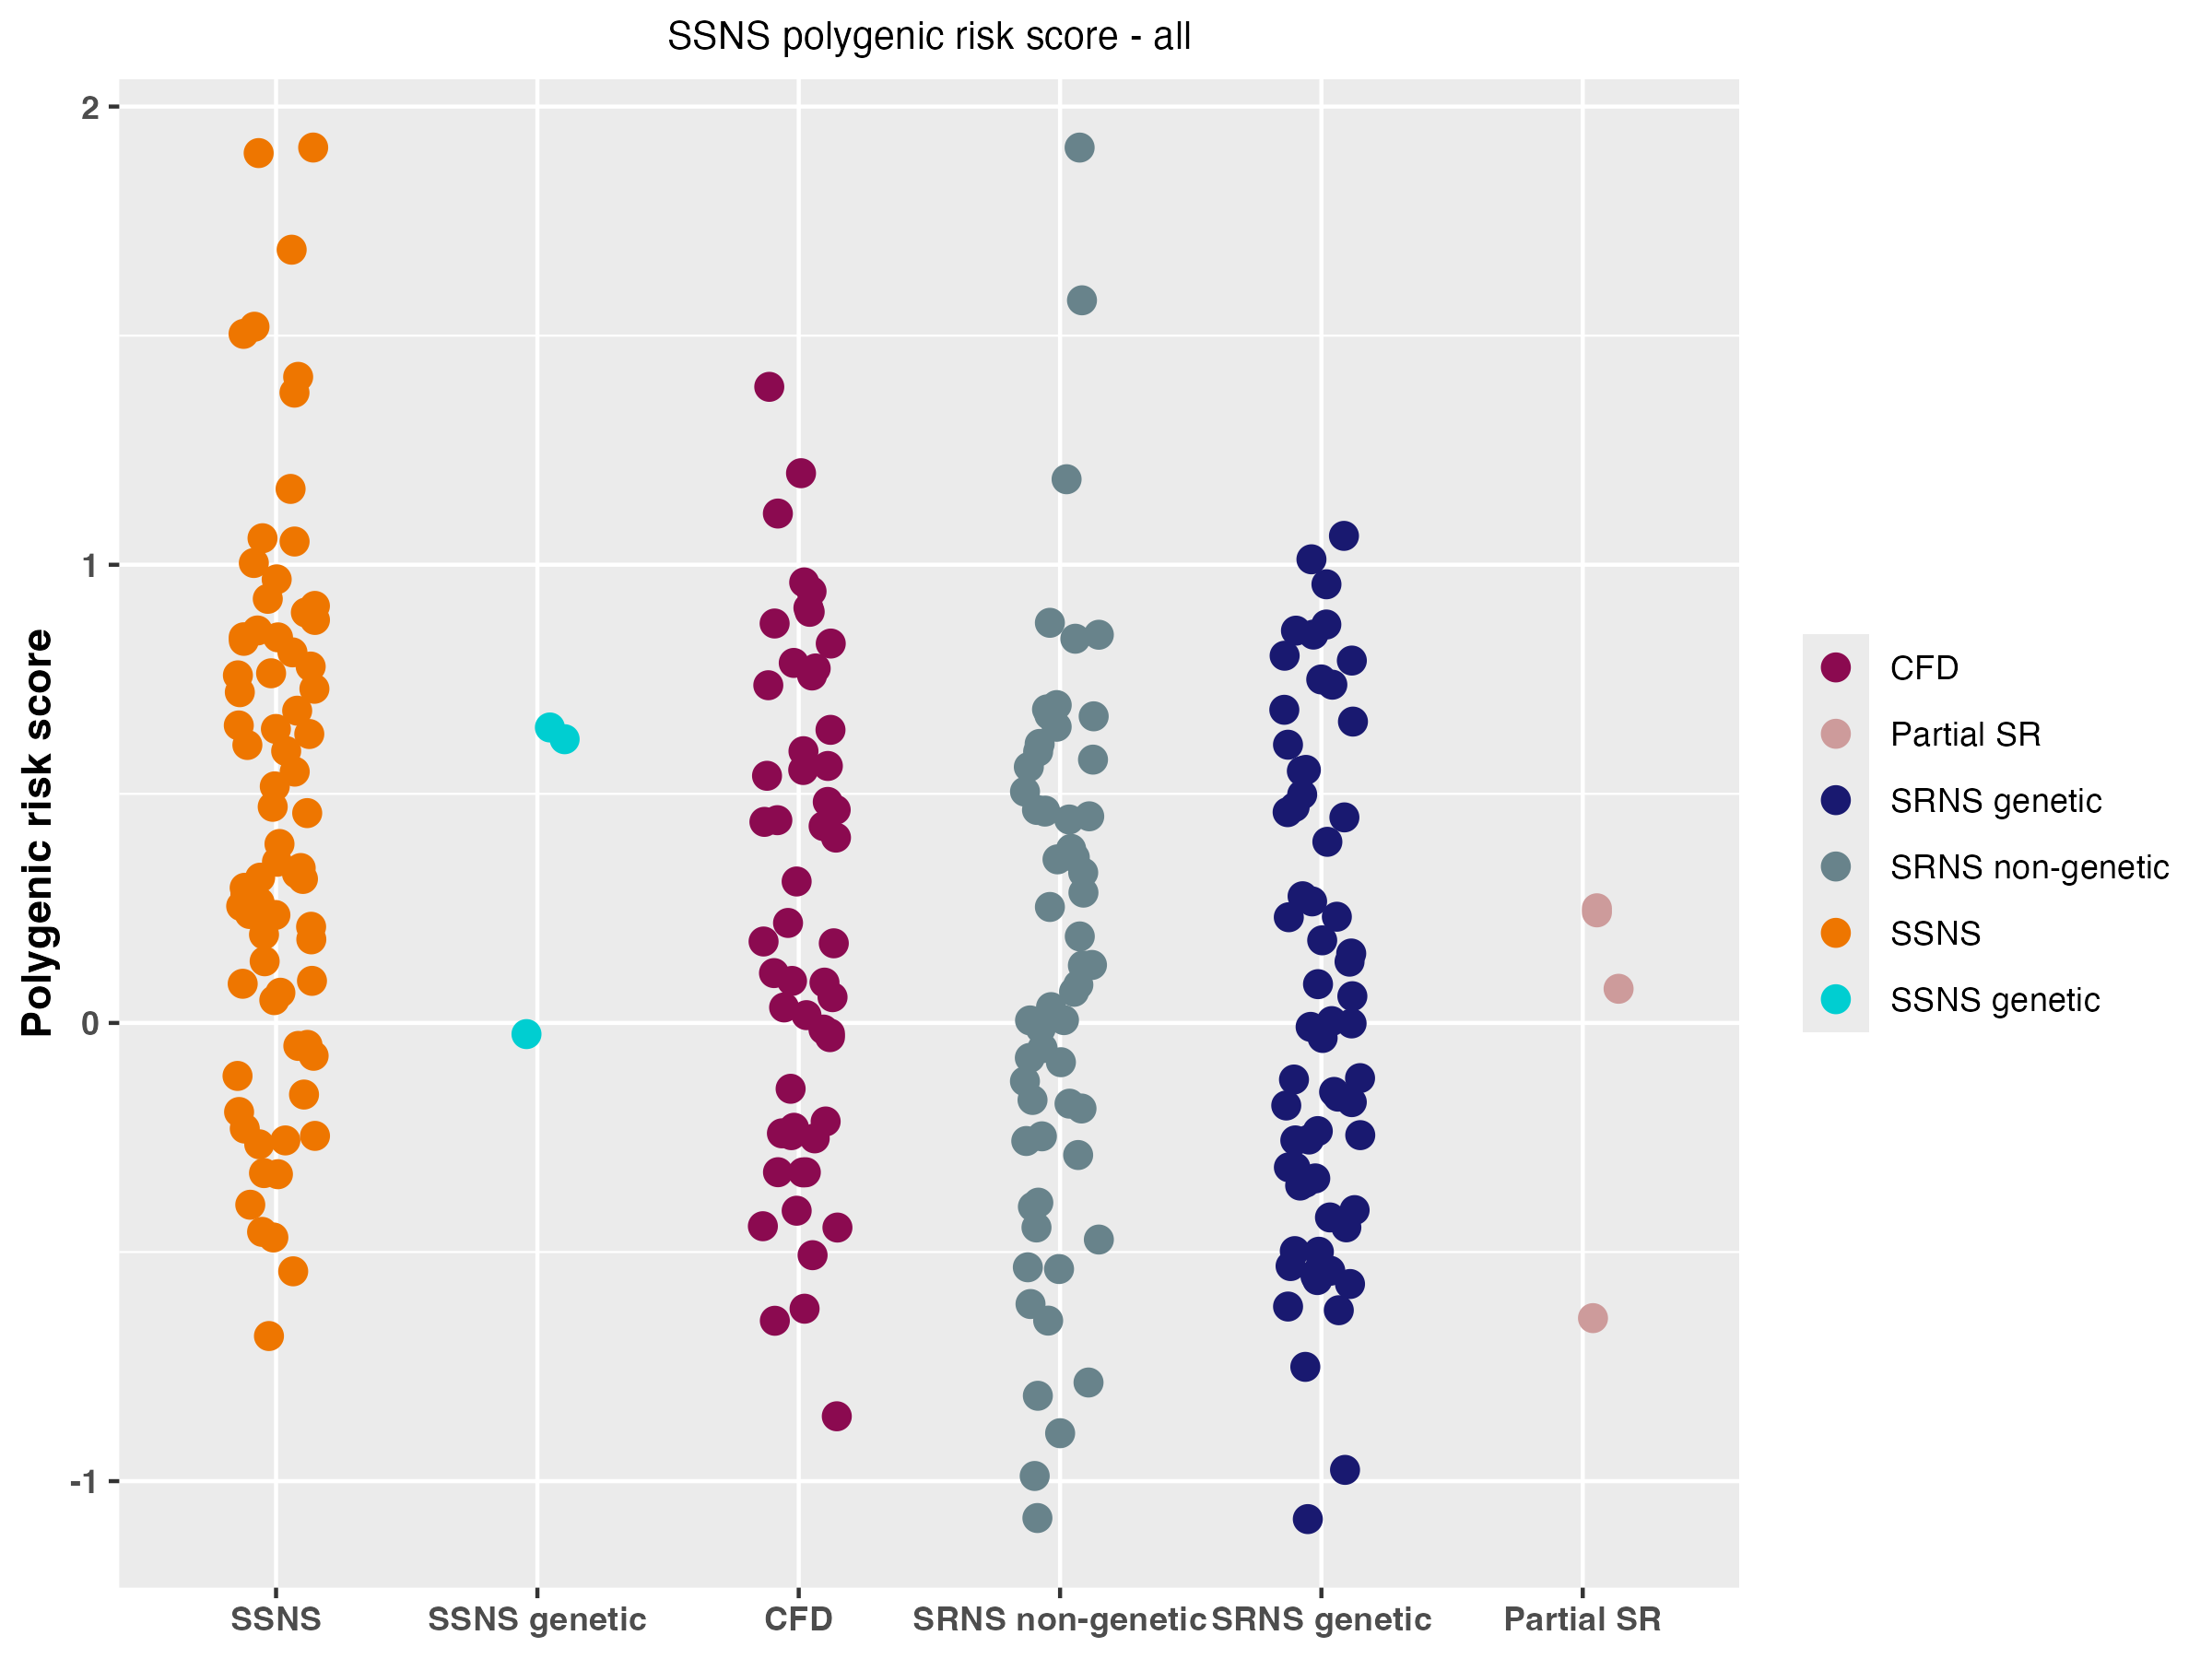 SSNS polygenic risk score - all
Polygenic risk score
2
1
0
-1
SSNS
SSNS genetic
CFD
SRNS non-genetic
SRNS genetic
Partial SR
CFD
Partial SR
SRNS genetic
SRNS non-genetic
SSNS
SSNS genetic